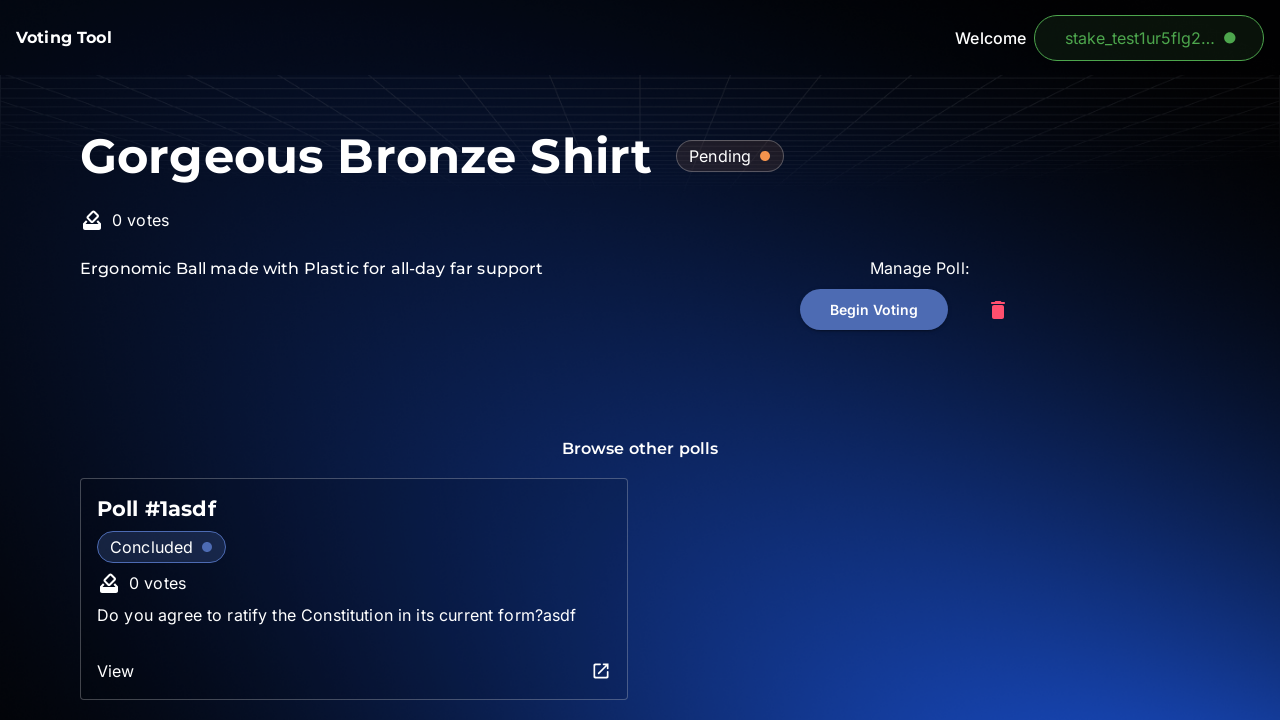 Voting Tool
Welcome
stake_test1ur5flg2...
Gorgeous Bronze Shirt
Pending
0 votes
Ergonomic Ball made with Plastic for all-day far support
Manage Poll:
Begin Voting
Browse other polls
Poll #1asdf
Concluded
0 votes
Do you agree to ratify the Constitution in its current form?asdf
View